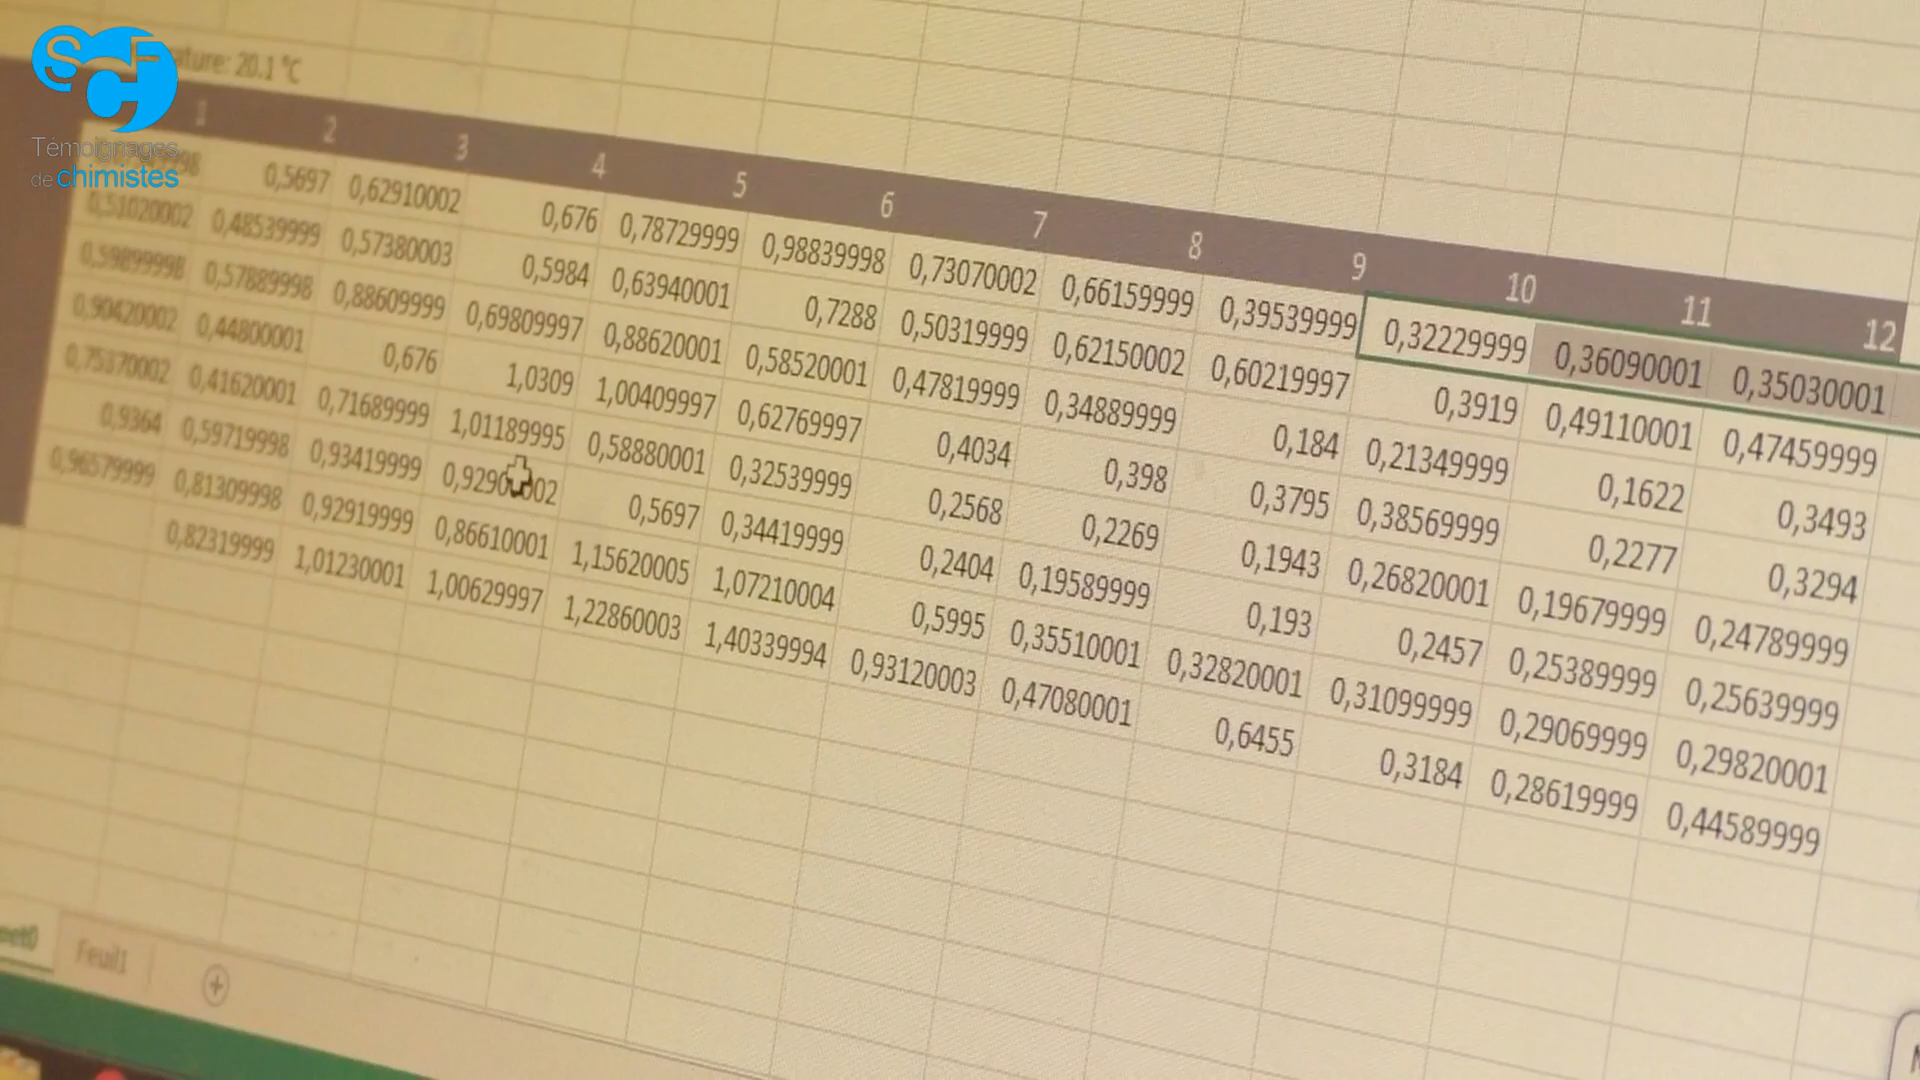 SCF
Témoignages
de chimistes
ature: 20.1 °C
1 2 3 4 5 6 7 8 9 10 11 12
0,5697 0,62910002 0,676 0,78729999 0,98839998 0,73070002 0,66159999 0,39539999 0,32229999 0,36090001 0,35030001
0,51020002 0,48539999 0,57380003 0,5984 0,63940001 0,7288 0,50319999 0,62150002 0,60219997 0,3919 0,49110001 0,47459999
0,59899998 0,57889998 0,88609999 0,69809997 0,88620001 0,58520001 0,47819999 0,34889999 0,184 0,21349999 0,1622 0,3493
0,90420002 0,44800001 0,676 1,0309 1,00409997 0,62769997 0,4034 0,398 0,3795 0,38569999 0,2277 0,3294
0,75370002 0,41620001 0,71689999 1,01189995 0,58880001 0,32539999 0,2568 0,2269 0,1943 0,26820001 0,19679999 0,24789999
0,9364 0,59719998 0,93419999 0,5697 0,34419999 0,2404 0,19589999 0,193 0,2457 0,25389999 0,25639999
0,96579999 0,81309998 0,92919999 0,86610001 1,15620005 1,07210004 0,5995 0,35510001 0,32820001 0,31099999 0,29069999 0,29820001
0,82319999 1,01230001 1,00629997 1,22860003 1,40339994 0,93120003 0,47080001 0,6455 0,3184 0,28619999 0,44589999
Feuil1